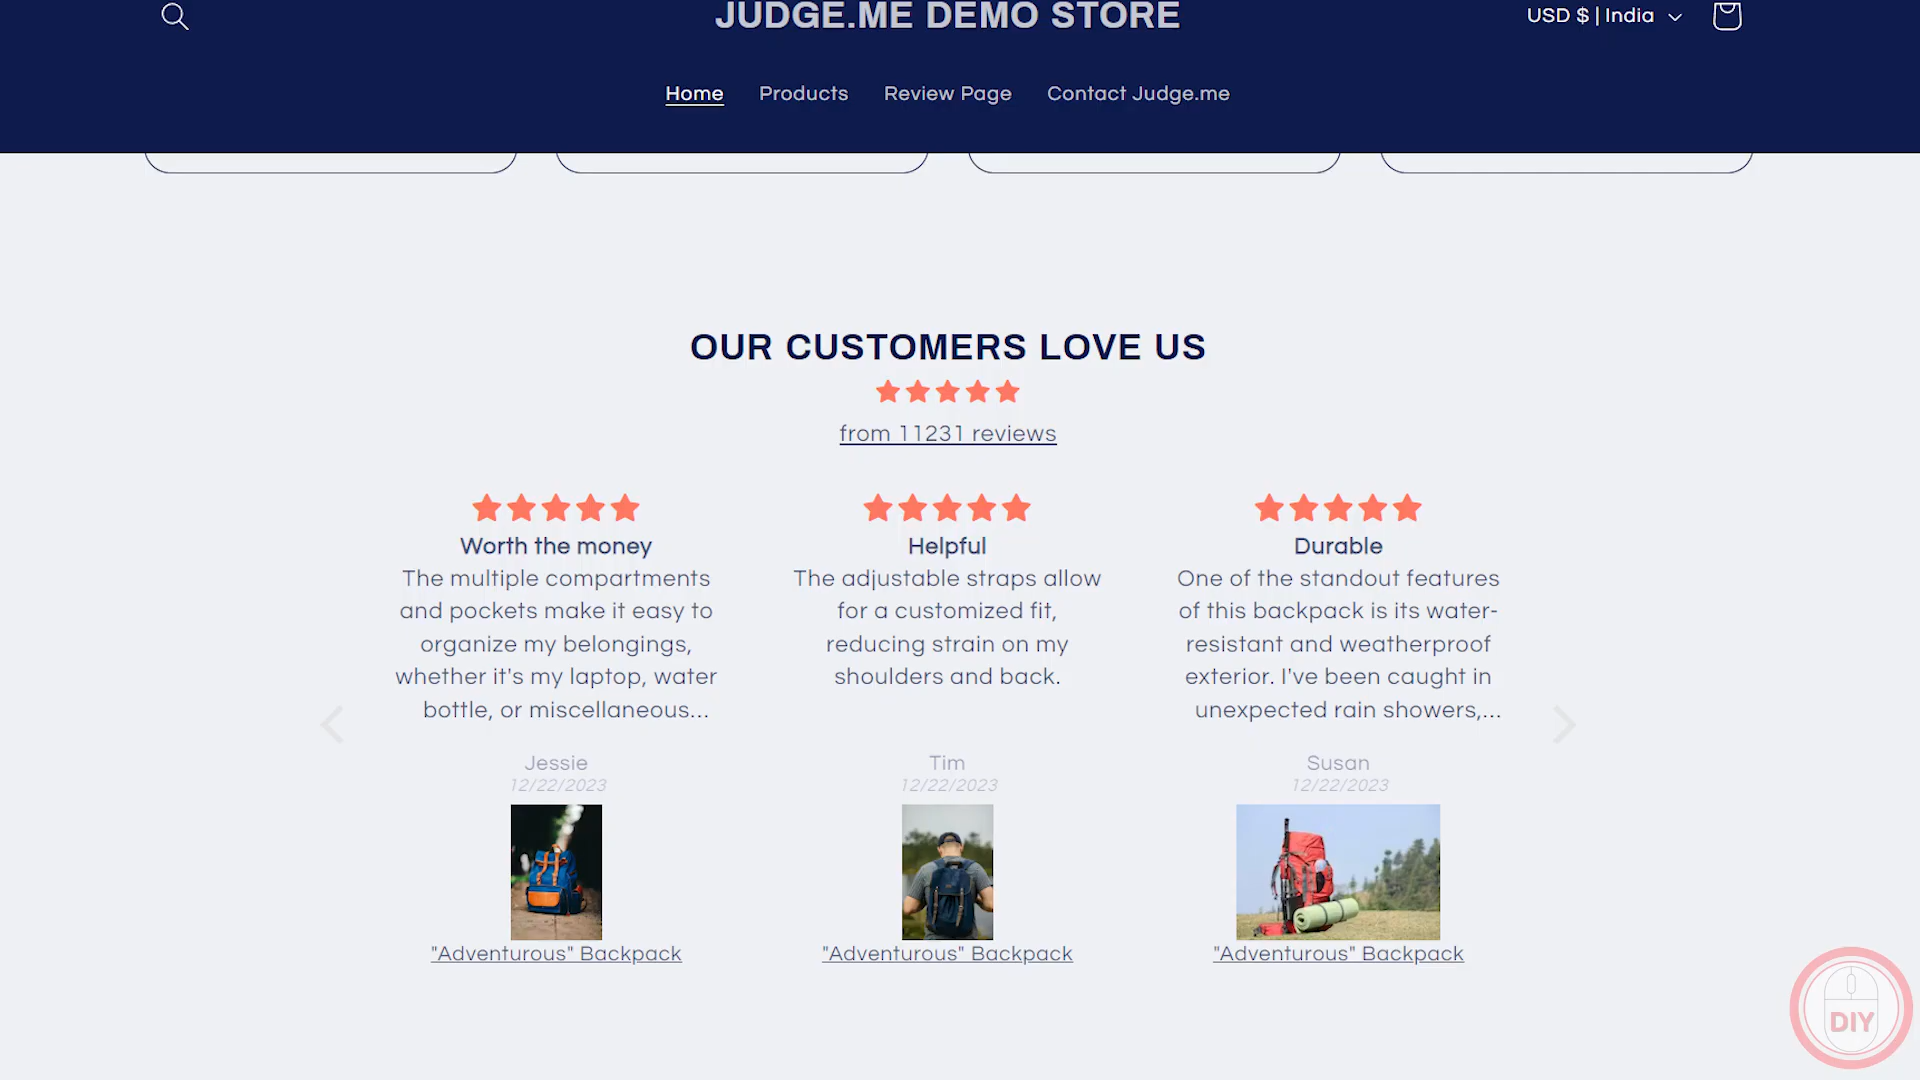 JUDGE.ME DEMO STORE
USD $ | India
Home
Products
Review Page
Contact Judge.me
OUR CUSTOMERS LOVE US
from 11231 reviews
Worth the money
The multiple compartments
and pockets make it easy to
organize my belongings,
whether it's my laptop, water
bottle, or miscellaneous...
Jessie
12/22/2023
"Adventurous" Backpack
Helpful
The adjustable straps allow
for a customized fit,
reducing strain on my
shoulders and back.
Tim
12/22/2023
"Adventurous" Backpack
Durable
One of the standout features
of this backpack is its water-
resistant and weatherproof
exterior. I've been caught in
unexpected rain showers,...
Susan
12/22/2023
"Adventurous" Backpack
DIY